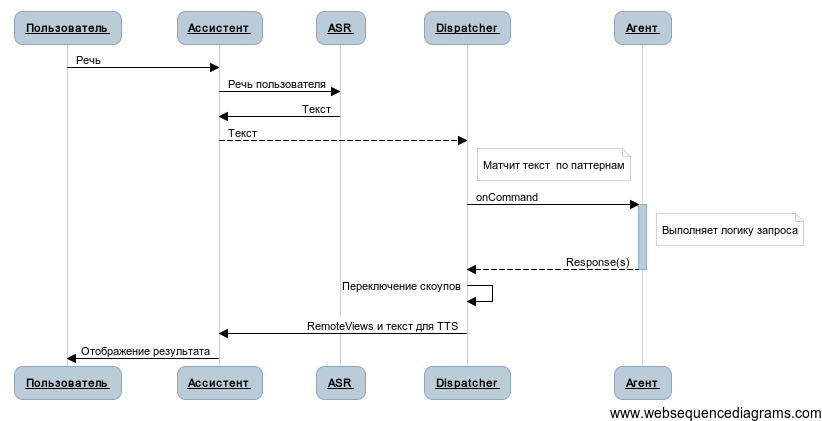 Пользователь Ассистент ASR Dispatcher Агент
Речь
Речь пользователя
Текст
Текст
Матчит текст по паттернам
onCommand
Выполняет логику запроса
Response(s)
Переключение скоупов
RemoteViews и текст для TTS
Отображение результата
Пользователь Ассистент ASR Dispatcher Агент
www.websequencediagrams.com